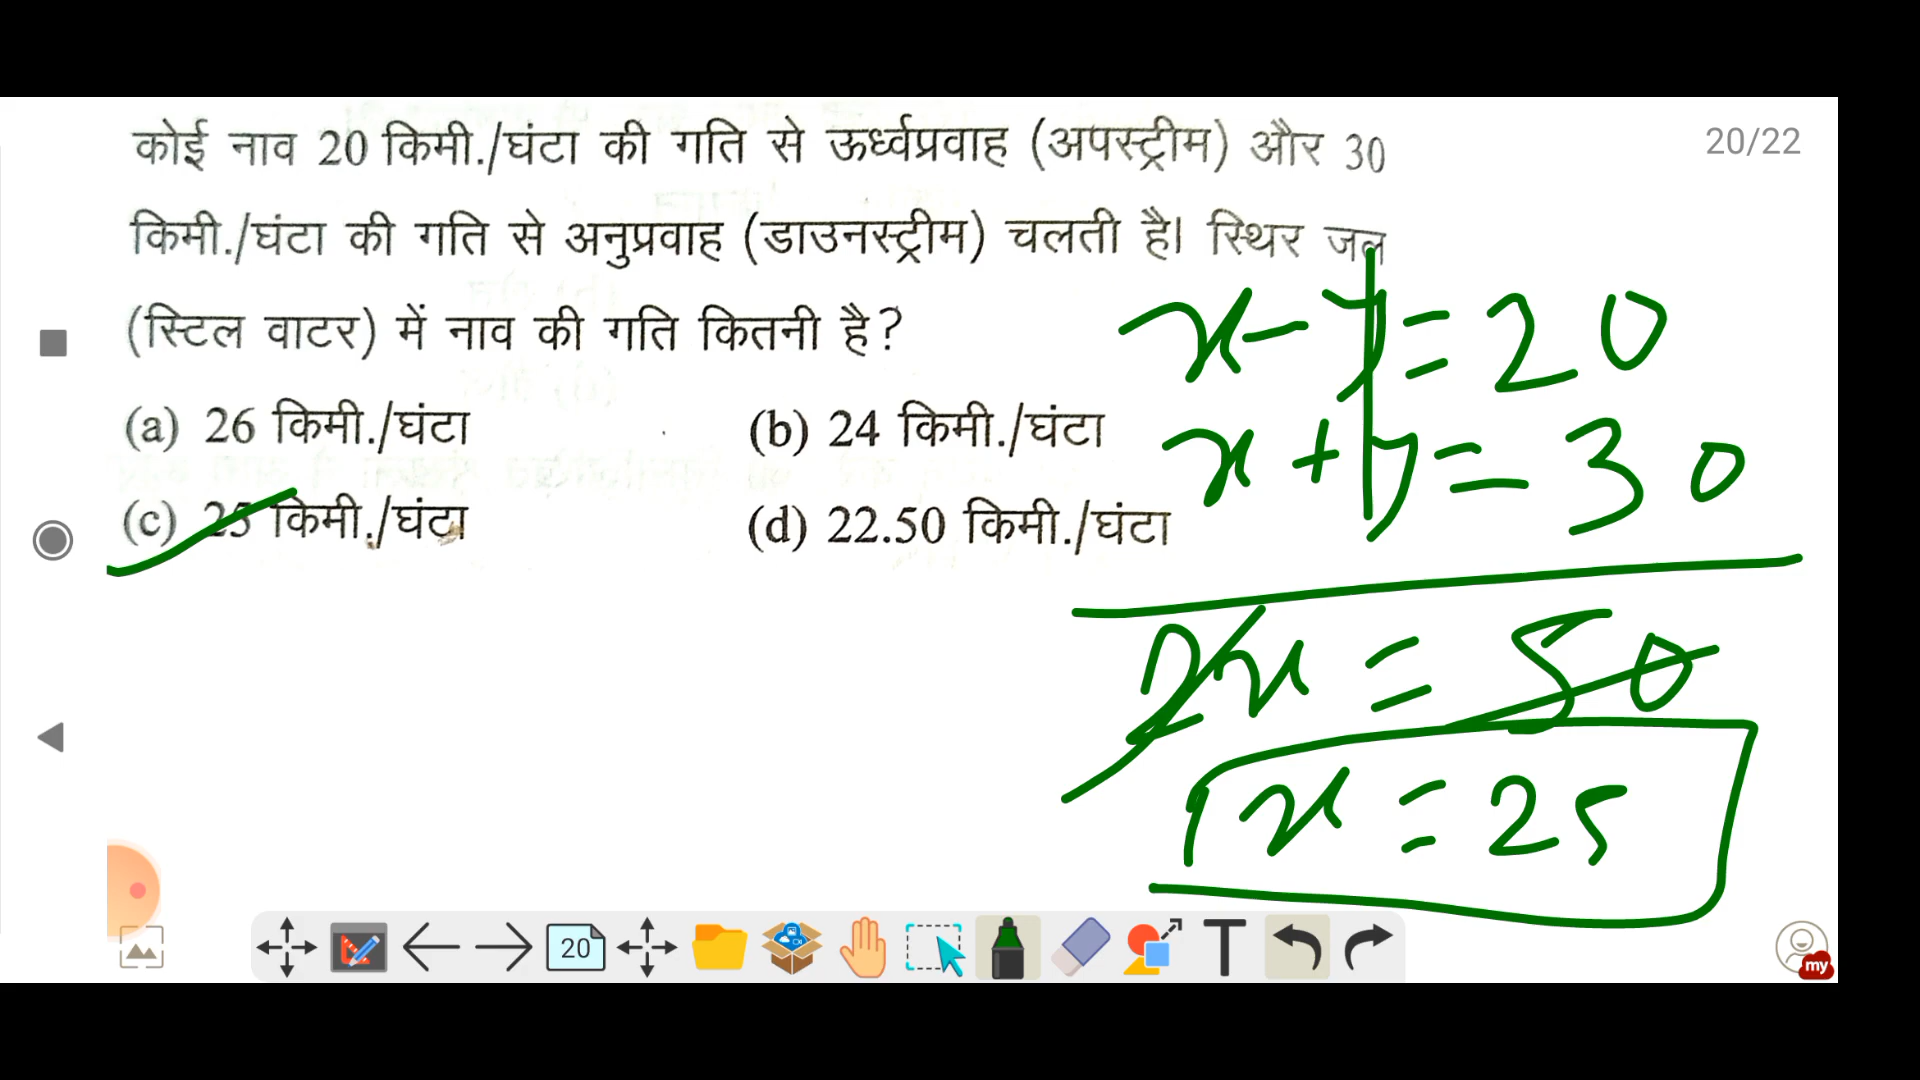 कोई नाव 20 किमी./घंटा की गति से ऊर्ध्वप्रवाह (अपस्ट्रीम) और 30
20/22
किमी./घंटा की गति से अनुप्रवाह (डाउनस्ट्रीम) चलती है। स्थिर जल
(स्टिल वाटर) में नाव की गति कितनी है?
x - y = 20
(a) 26 किमी./घंटा (b) 24 किमी./घंटा
x + y = 30
(c) 25 किमी./घंटा (d) 22.50 किमी./घंटा
2x = 50
x = 25
20
T
my